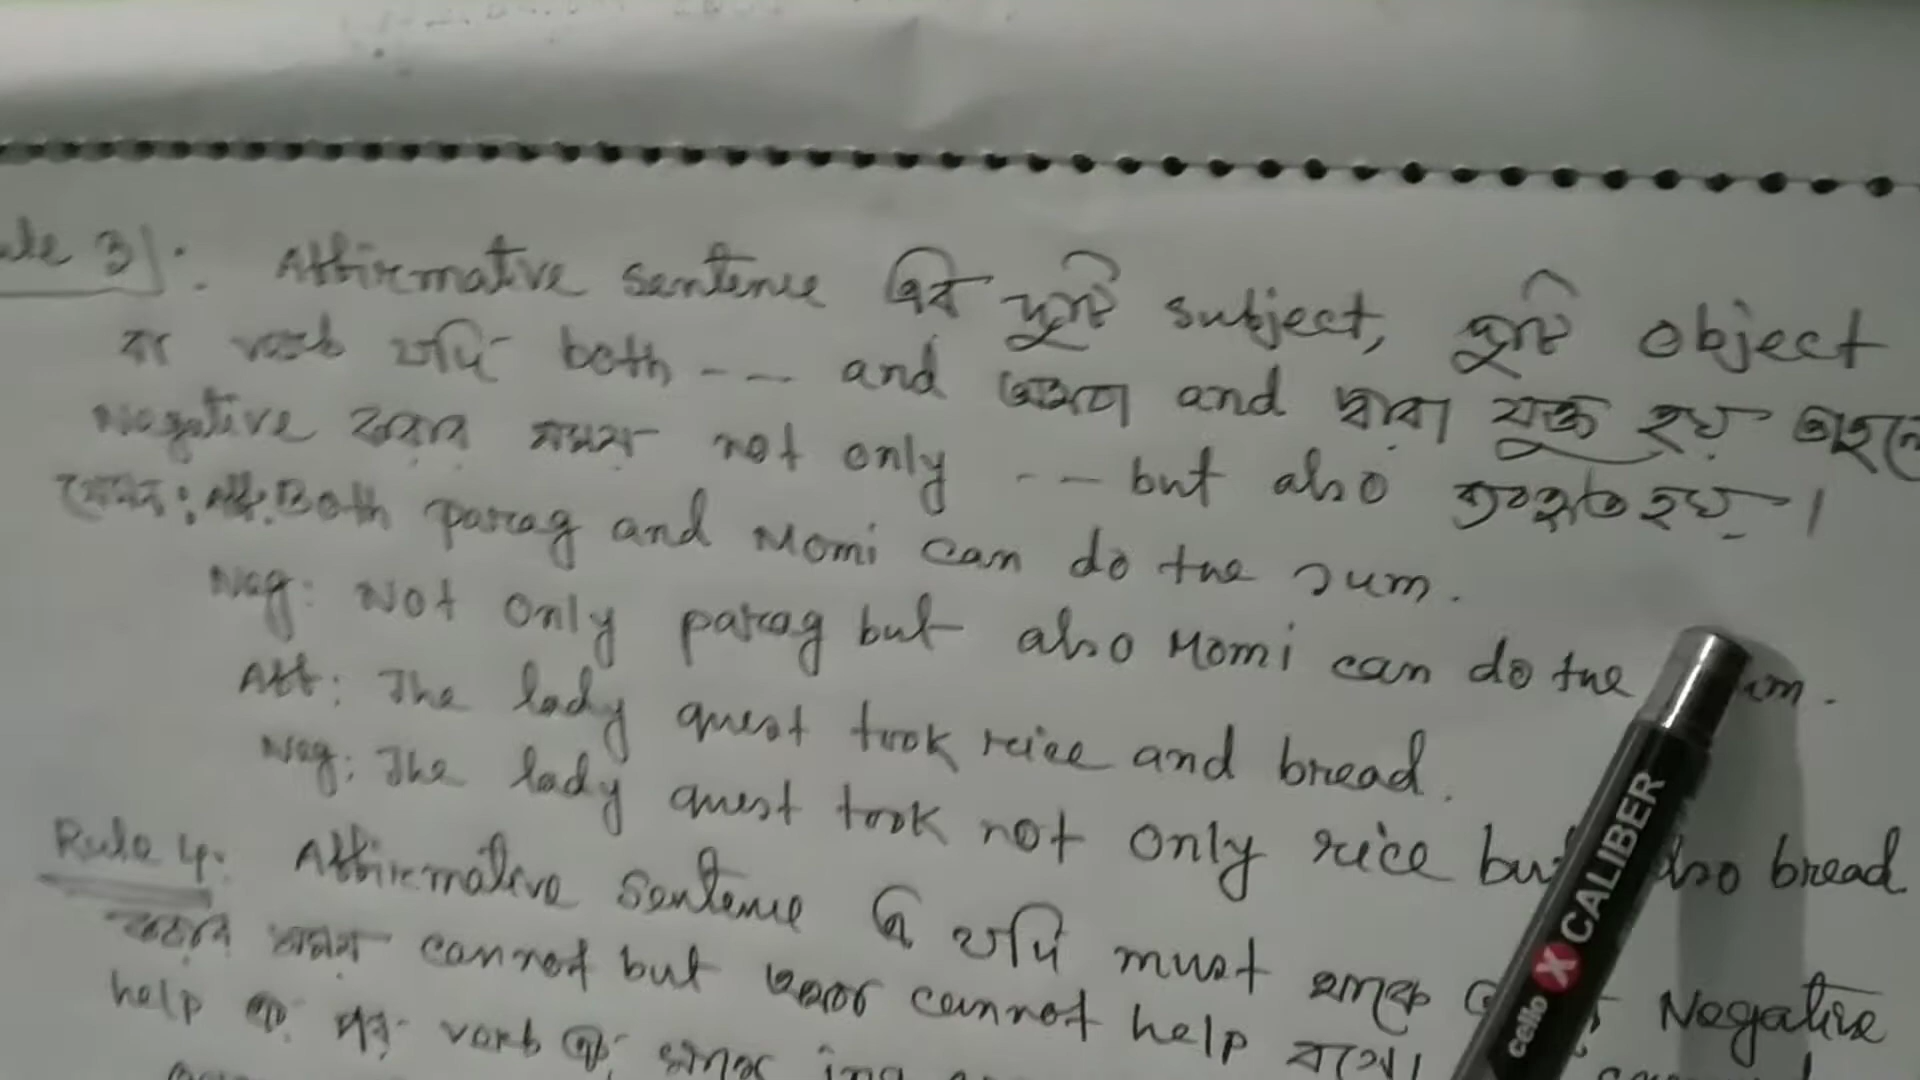 3): Affirmative sentence এর দুটি subject, দুটি object
বা verb যদি both --- and অথবা and দ্বারা যুক্ত হয় তাহলে
Negative করার সময় not only --- but also ব্যবহৃত হয়।
যেমন: Aff: Both parag and Momi can do the sum.
Neg: Not only parag but also Momi can do the
Aff: The lady guest took rice and bread.
Neg: The lady guest took not only rice but also bread
Rule 4: Affirmative sentence এ যদি must থাকে Negative
করার সময় cannot but অথবা cannot help বসে।
help এর পর verb এর সাথে ing
cello CALIBER